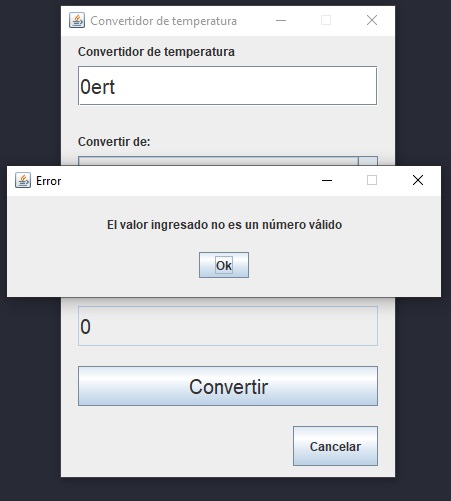 Convertidor de temperatura
Convertidor de temperatura
0ert
Convertir de:
Error
El valor ingresado no es un número válido
Ok
0
Convertir
Cancelar